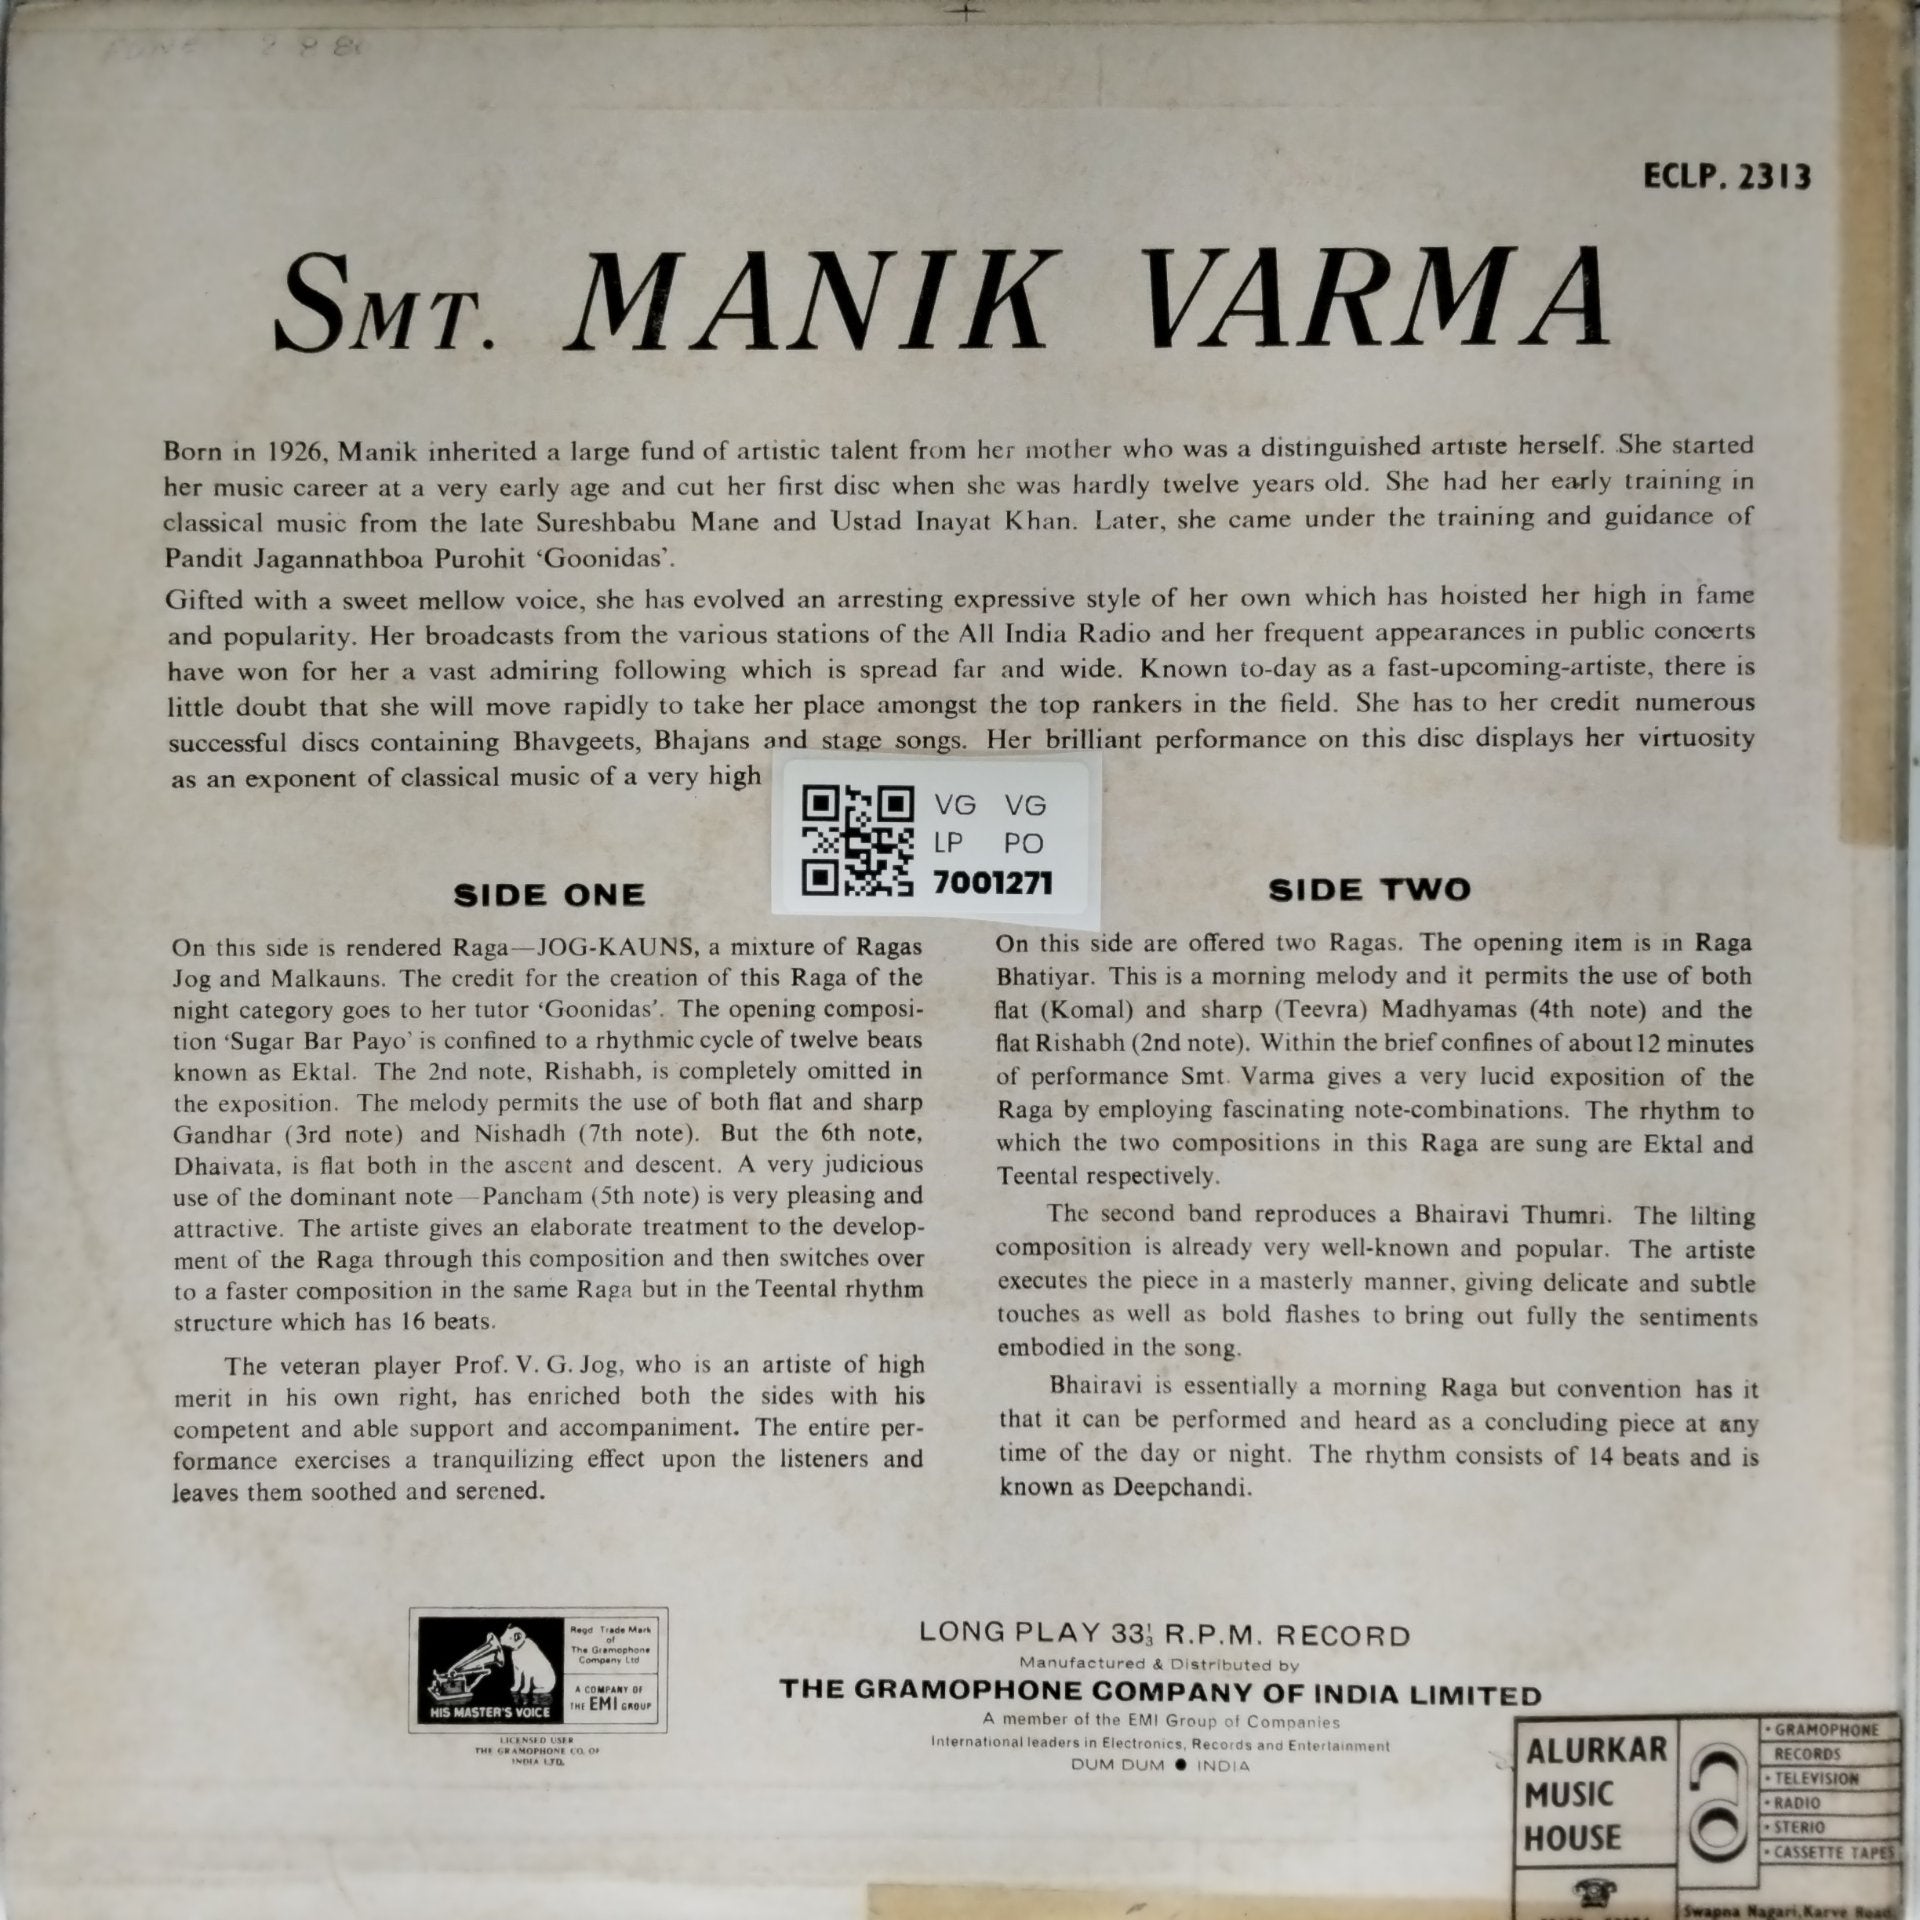 ECLP. 2313
SMT. MANIK VARMA
Born in 1926, Manik inherited a large fund of artistic talent from her mother who was a distinguished artiste herself. She started
her music career at a very early age and cut her first disc when she was hardly twelve years old. She had her early training in
classical music from the late Sureshbabu Mane and Ustad Inayat Khan. Later, she came under the training and guidance of
Pandit Jagannathboa Purohit ‘Goonidas’.
Gifted with a sweet mellow voice, she has evolved an arresting expressive style of her own which has hoisted her high in fame
and popularity. Her broadcasts from the various stations of the All India Radio and her frequent appearances in public concerts
have won for her a vast admiring following which is spread far and wide. Known to-day as a fast-upcoming-artiste, there is
little doubt that she will move rapidly to take her place amongst the top rankers in the field. She has to her credit numerous
successful discs containing Bhavgeets, Bhajans and stage songs. Her brilliant performance on this disc displays her virtuosity
as an exponent of classical music of a very high
VG VG
LP PO
7001271
SIDE ONE
On this side is rendered Raga—JOG-KAUNS, a mixture of Ragas
Jog and Malkauns. The credit for the creation of this Raga of the
night category goes to her tutor ‘Goonidas’. The opening composi-
tion ‘Sugar Bar Payo’ is confined to a rhythmic cycle of twelve beats
known as Ektal. The 2nd note, Rishabh, is completely omitted in
the exposition. The melody permits the use of both flat and sharp
Gandhar (3rd note) and Nishadh (7th note). But the 6th note,
Dhaivata, is flat both in the ascent and descent. A very judicious
use of the dominant note—Pancham (5th note) is very pleasing and
attractive. The artiste gives an elaborate treatment to the develop-
ment of the Raga through this composition and then switches over
to a faster composition in the same Raga but in the Teental rhythm
structure which has 16 beats.
The veteran player Prof. V. G. Jog, who is an artiste of high
merit in his own right, has enriched both the sides with his
competent and able support and accompaniment. The entire per-
formance exercises a tranquilizing effect upon the listeners and
leaves them soothed and serened.
SIDE TWO
On this side are offered two Ragas. The opening item is in Raga
Bhatiyar. This is a morning melody and it permits the use of both
flat (Komal) and sharp (Teevra) Madhyamas (4th note) and the
flat Rishabh (2nd note). Within the brief confines of about 12 minutes
of performance Smt. Varma gives a very lucid exposition of the
Raga by employing fascinating note-combinations. The rhythm to
which the two compositions in this Raga are sung are Ektal and
Teental respectively.
The second band reproduces a Bhairavi Thumri. The lilting
composition is already very well-known and popular. The artiste
executes the piece in a masterly manner, giving delicate and subtle
touches as well as bold flashes to bring out fully the sentiments
embodied in the song.
Bhairavi is essentially a morning Raga but convention has it
that it can be performed and heard as a concluding piece at any
time of the day or night. The rhythm consists of 14 beats and is
known as Deepchandi.
Regd Trade Mark
of
The Gramophone
Company Ltd
A COMPANY OF
THE EMI GROUP
HIS MASTER'S VOICE
LICENSED USER
THE GRAMOPHONE CO. OF
INDIA LTD.
LONG PLAY 33⅓ R.P.M. RECORD
Manufactured & Distributed by
THE GRAMOPHONE COMPANY OF INDIA LIMITED
A member of the EMI Group of Companies
International leaders in Electronics, Records and Entertainment
DUM DUM ● INDIA
ALURKAR
MUSIC
HOUSE
• GRAMOPHONE
RECORDS
• TELEVISION
• RADIO
• STERIO
• CASSETTE TAPES
Swapna Nagari, Karve Road,